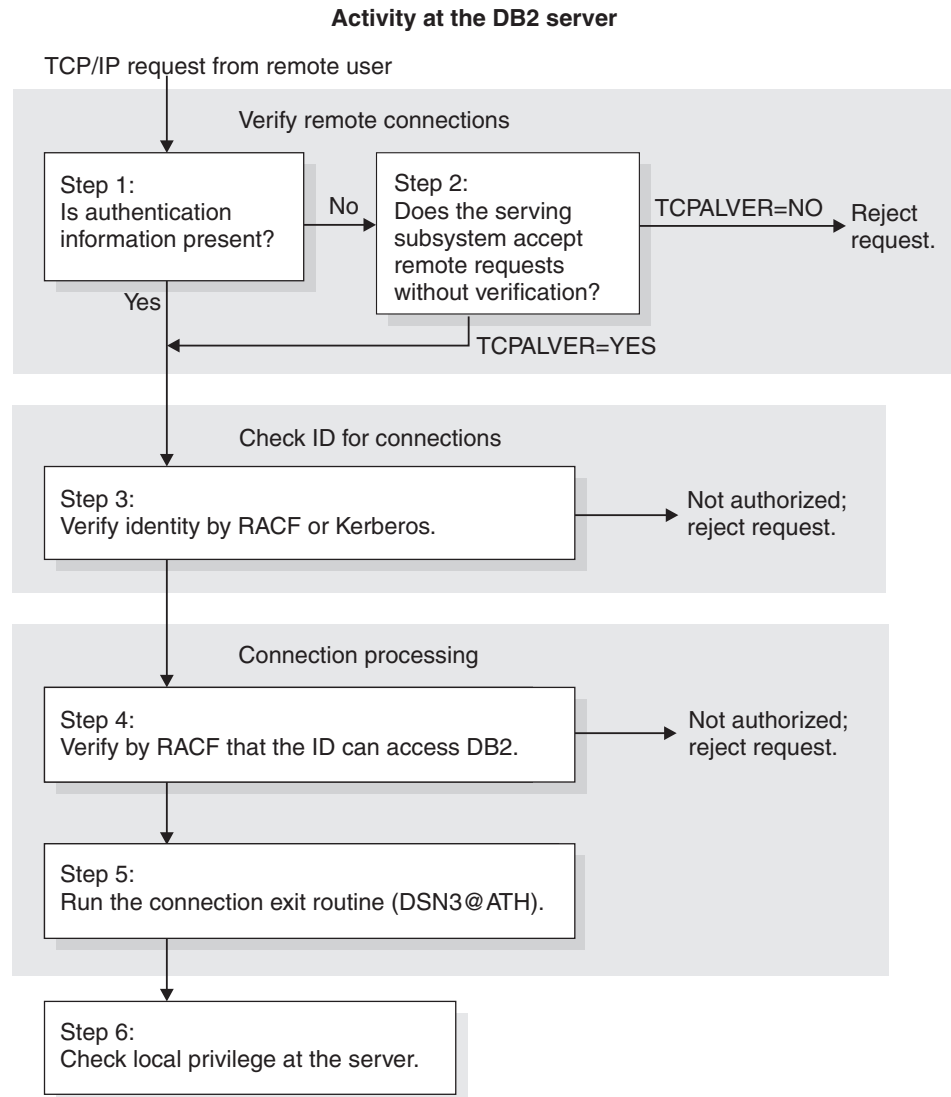 Activity at the DB2 server
TCP/IP request from remote user
Verify remote connections
Step 1:
Is authentication
information present?
No
Step 2:
Does the serving
subsystem accept
remote requests
without verification?
TCPALVER=NO
Reject
request.
Yes
TCPALVER=YES
Check ID for connections
Step 3:
Verify identity by RACF or Kerberos.
Not authorized;
reject request.
Connection processing
Step 4:
Verify by RACF that the ID can access DB2.
Not authorized;
reject request.
Step 5:
Run the connection exit routine (DSN3@ATH).
Step 6:
Check local privilege at the server.